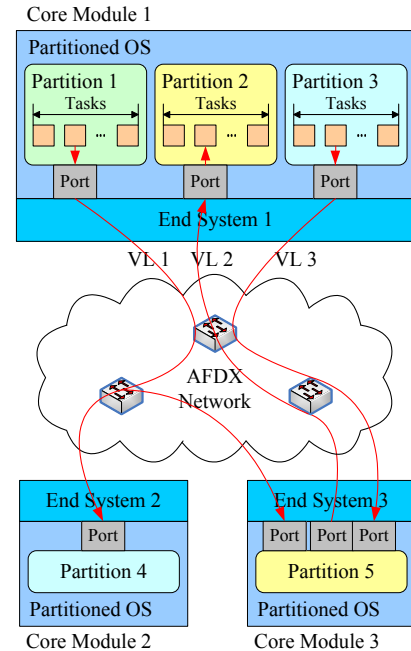 Core Module 1
Partitioned OS
Partition 1 Partition 2 Partition 3
Tasks Tasks Tasks
... ... ...
Port Port Port
End System 1
VL 1 VL 2 VL 3
AFDX
Network
End System 2 End System 3
Port Port Port Port
Partition 4 Partition 5
Partitioned OS Partitioned OS
Core Module 2 Core Module 3